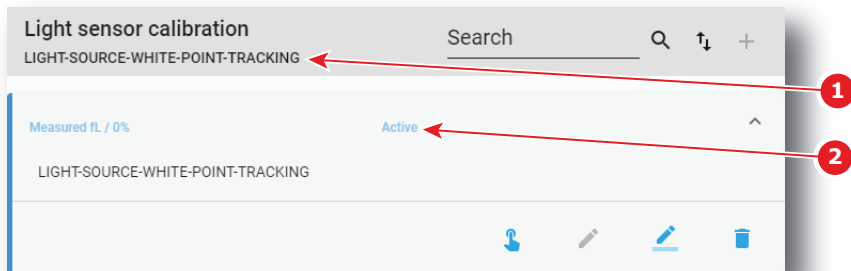 Light sensor calibration
Search
LIGHT-SOURCE-WHITE-POINT-TRACKING
1
Measured fL / 0%
Active
2
LIGHT-SOURCE-WHITE-POINT-TRACKING